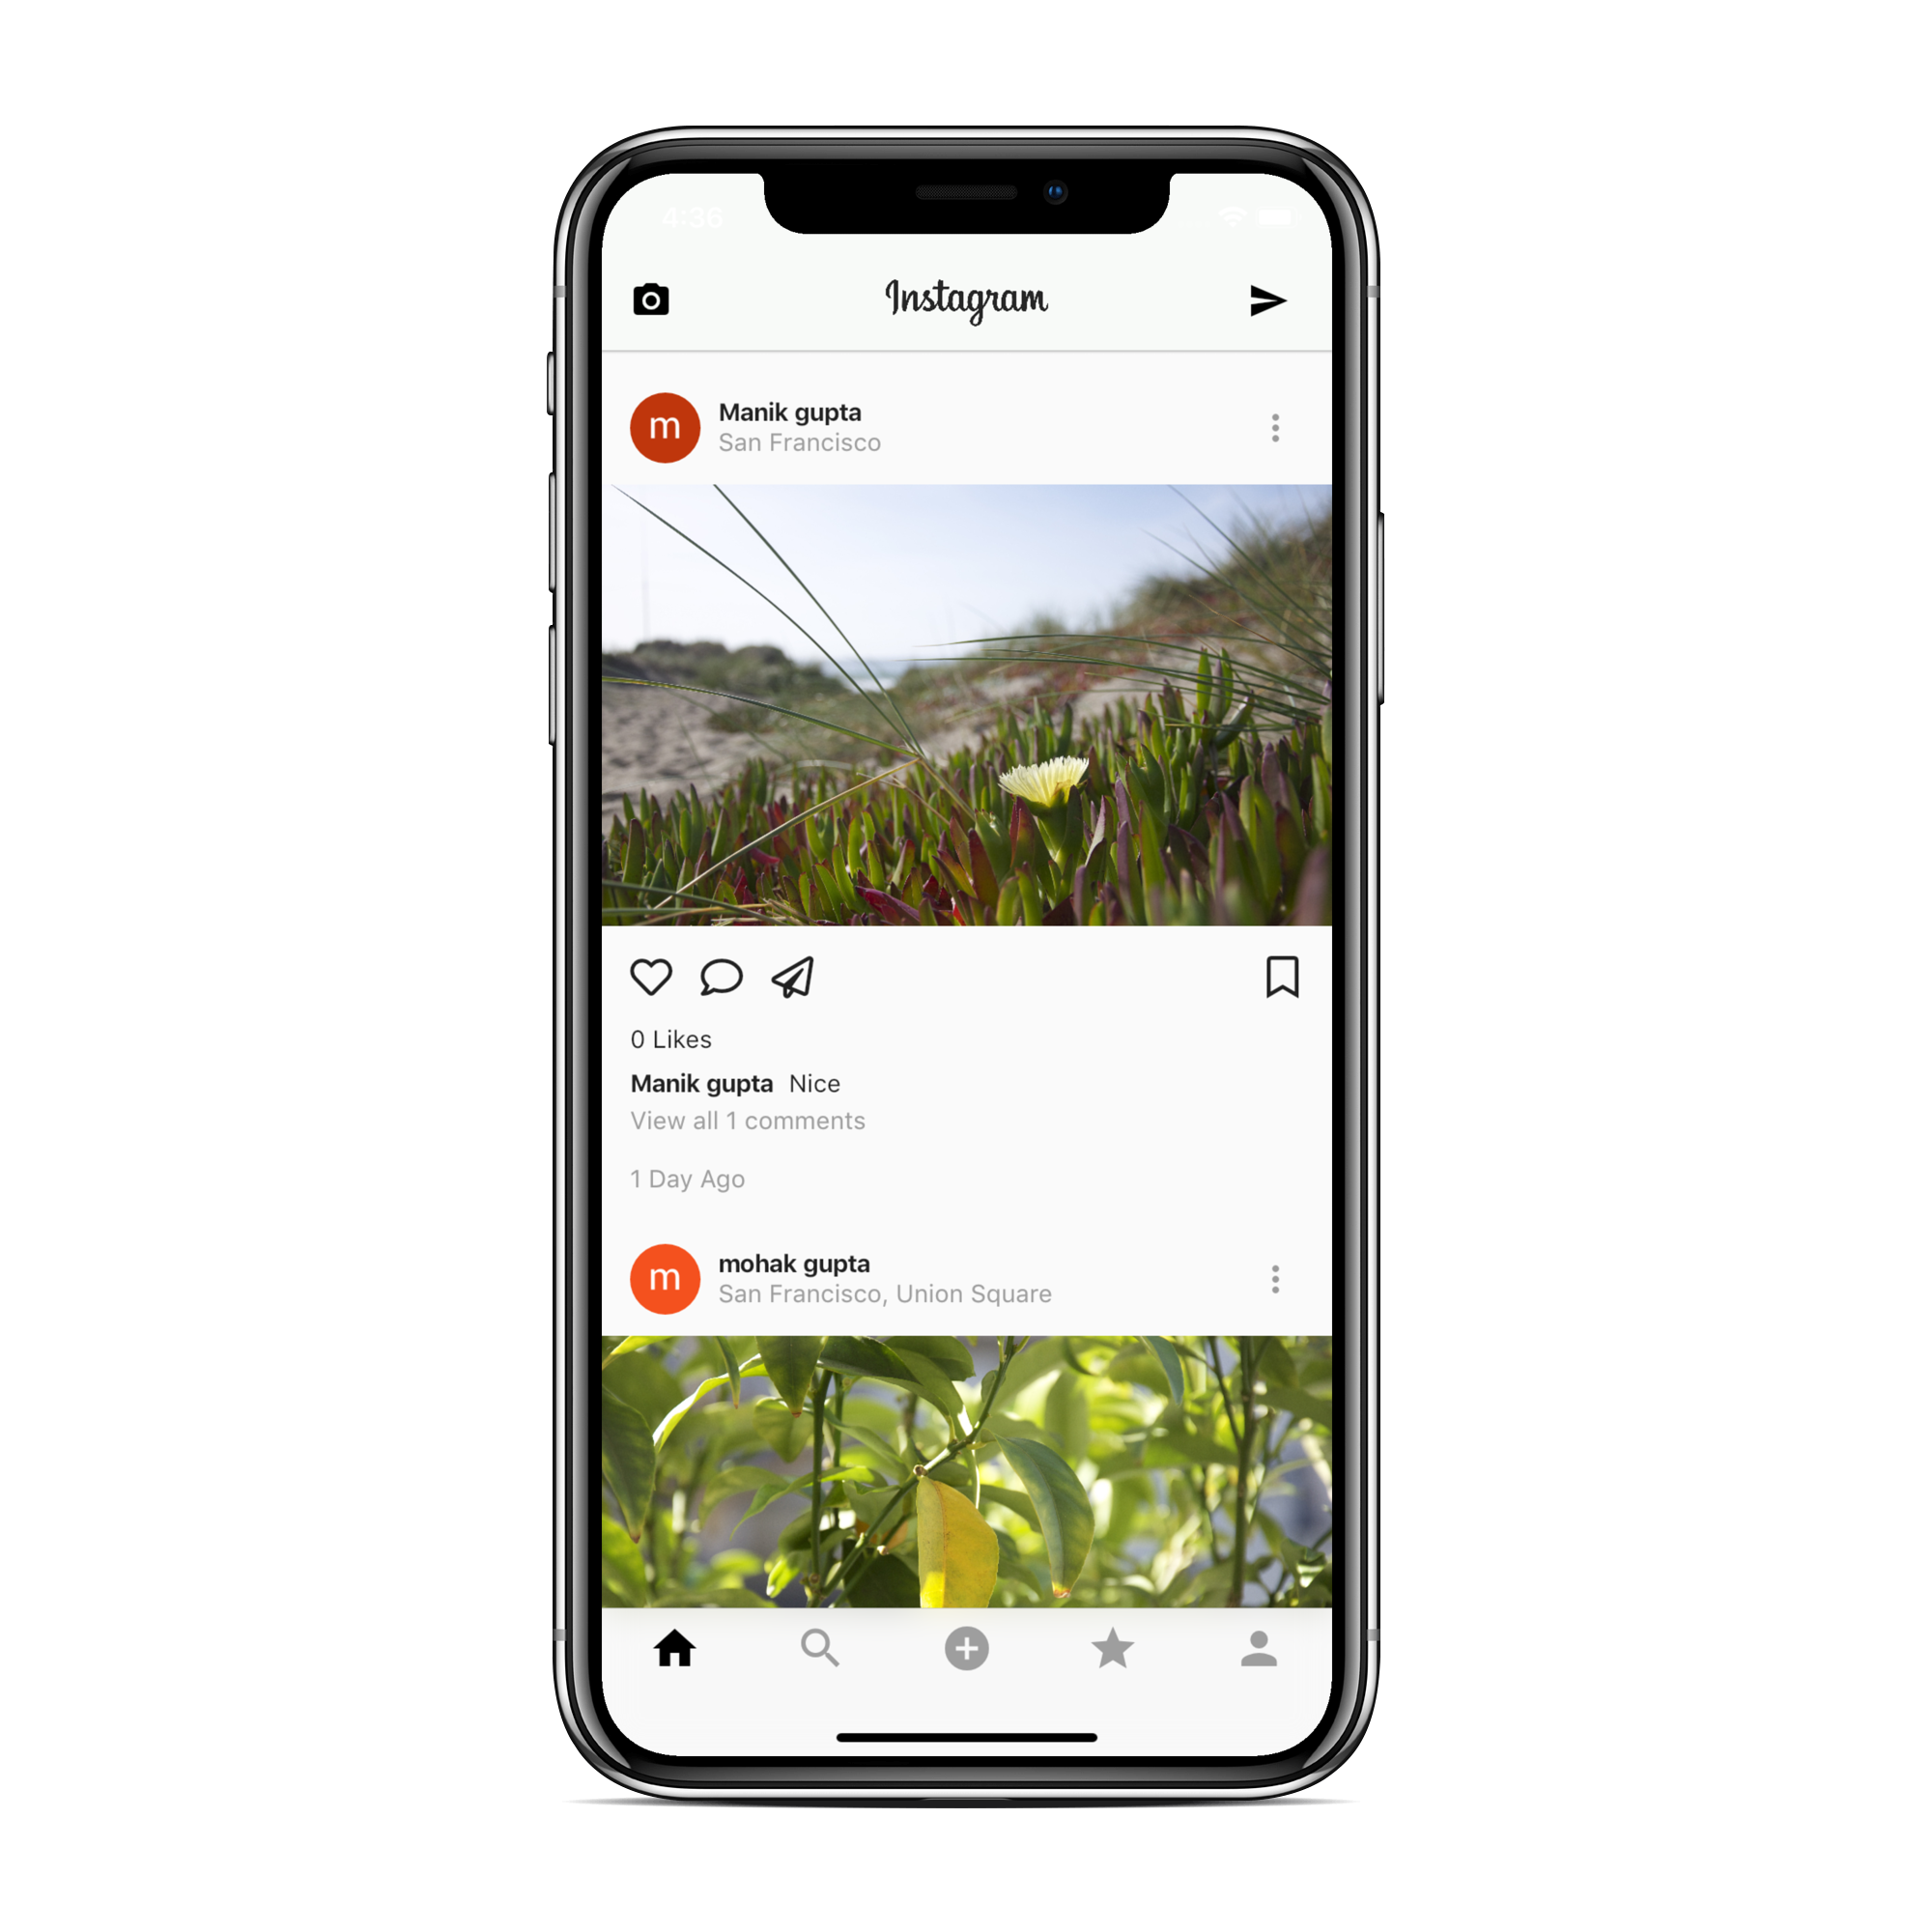 4:36
Instagram
m
Manik gupta
San Francisco
0 Likes
Manik gupta Nice
View all 1 comments
1 Day Ago
m
mohak gupta
San Francisco, Union Square